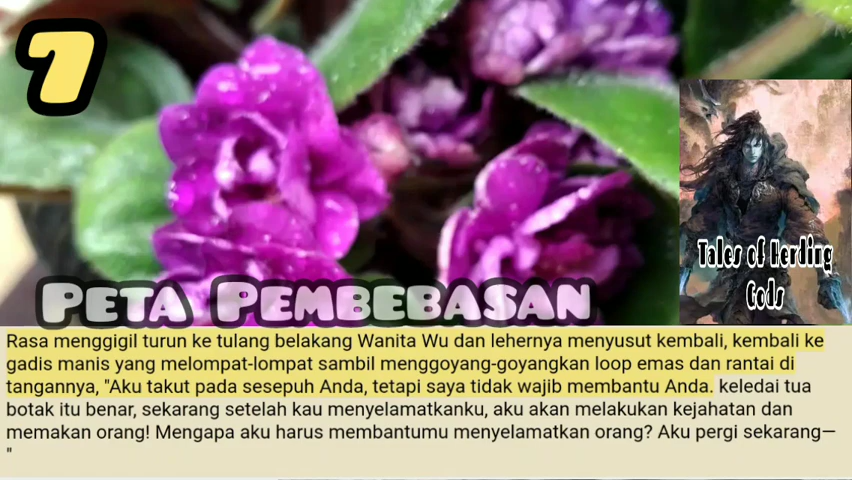 7
Tales of Herding
Gods
PETA PEMBEBASAN
Rasa menggigil turun ke tulang belakang Wanita Wu dan lehernya menyusut kembali, kembali ke
gadis manis yang melompat-lompat sambil menggoyang-goyangkan loop emas dan rantai di
tangannya, "Aku takut pada sesepuh Anda, tetapi saya tidak wajib membantu Anda. keledai tua
botak itu benar, sekarang setelah kau menyelamatkanku, aku akan melakukan kejahatan dan
memakan orang! Mengapa aku harus membantumu menyelamatkan orang? Aku pergi sekarang—
"